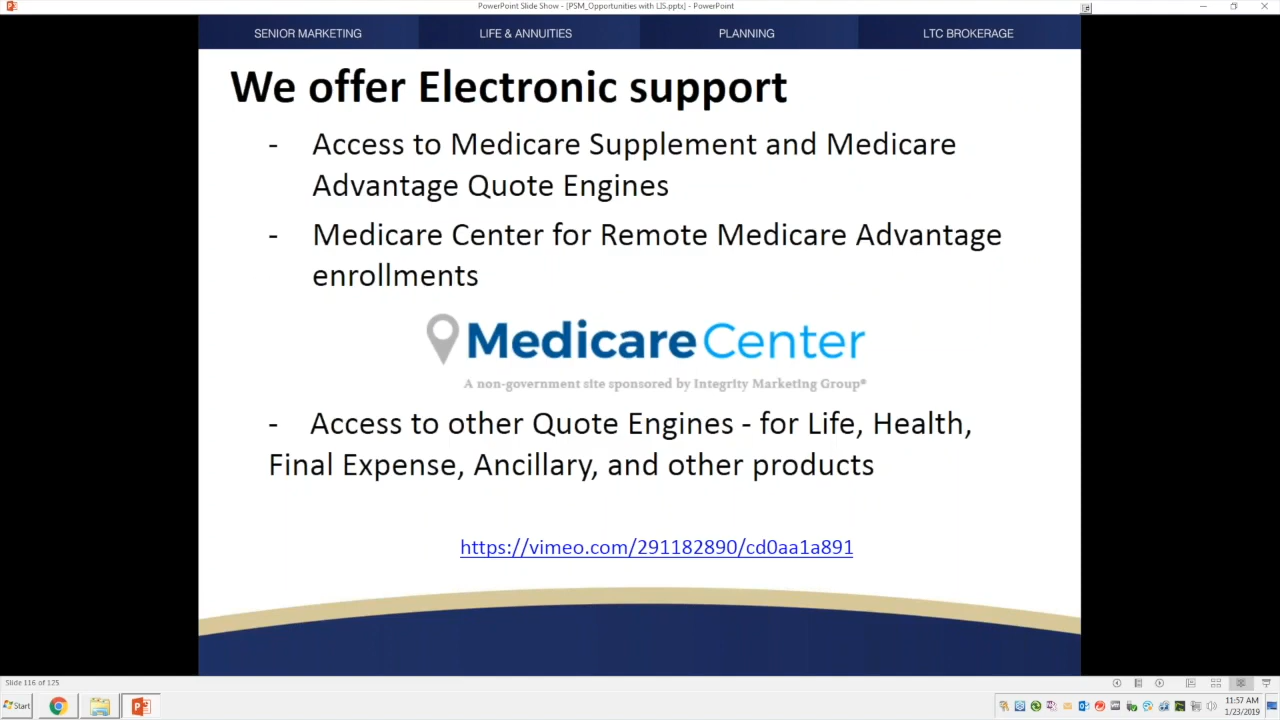 PowerPoint Slide Show - [PSM_Opportunities with LIS.pptx] - PowerPoint
SENIOR MARKETING
LIFE & ANNUITIES
PLANNING
LTC BROKERAGE
We offer Electronic support
- Access to Medicare Supplement and Medicare
Advantage Quote Engines
- Medicare Center for Remote Medicare Advantage
enrollments
MedicareCenter
A non-government site sponsored by Integrity Marketing Group®
- Access to other Quote Engines - for Life, Health,
Final Expense, Ancillary, and other products
https://vimeo.com/291182890/cd0aa1a891
Slide 116 of 125
Start
11:57 AM
1/23/2019